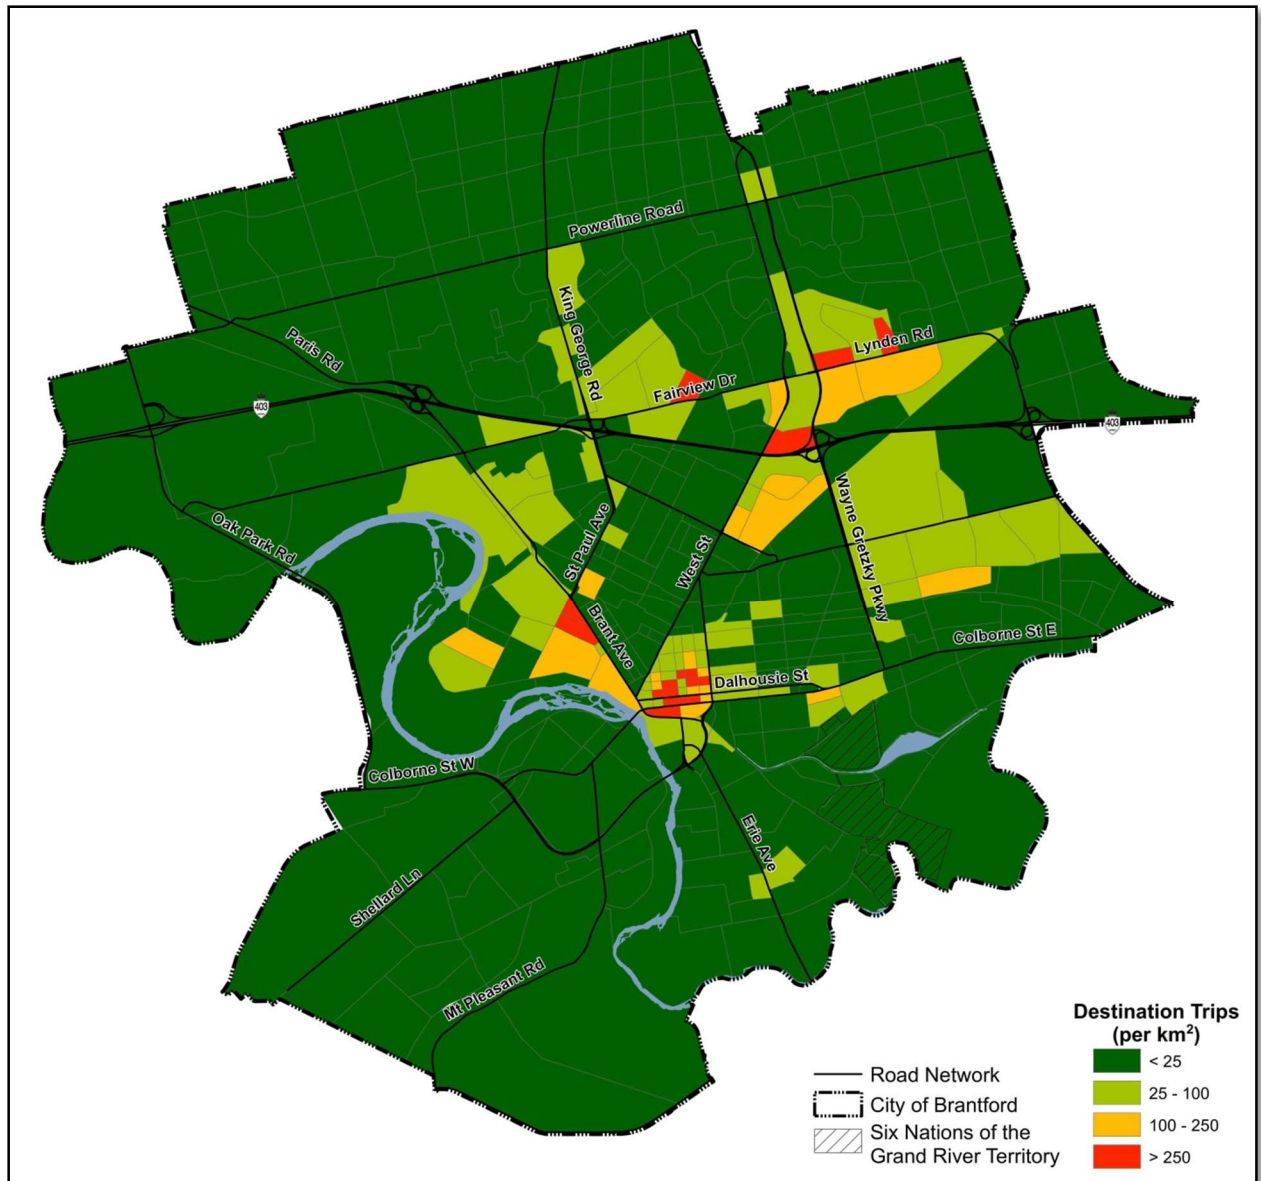 Powerline Road
King George Rd
Paris Rd
Lynden Rd
Fairview Dr
403
403
Oak Park Rd
St Paul Ave
West St
Wayne Gretzky Pkwy
Brant Ave
Colborne St E
Dalhousie St
Colborne St W
Erie Ave
Shellard Ln
Mt Pleasant Rd
Destination Trips
(per km²)
< 25
25 - 100
100 - 250
> 250
Road Network
City of Brantford
Six Nations of the
Grand River Territory